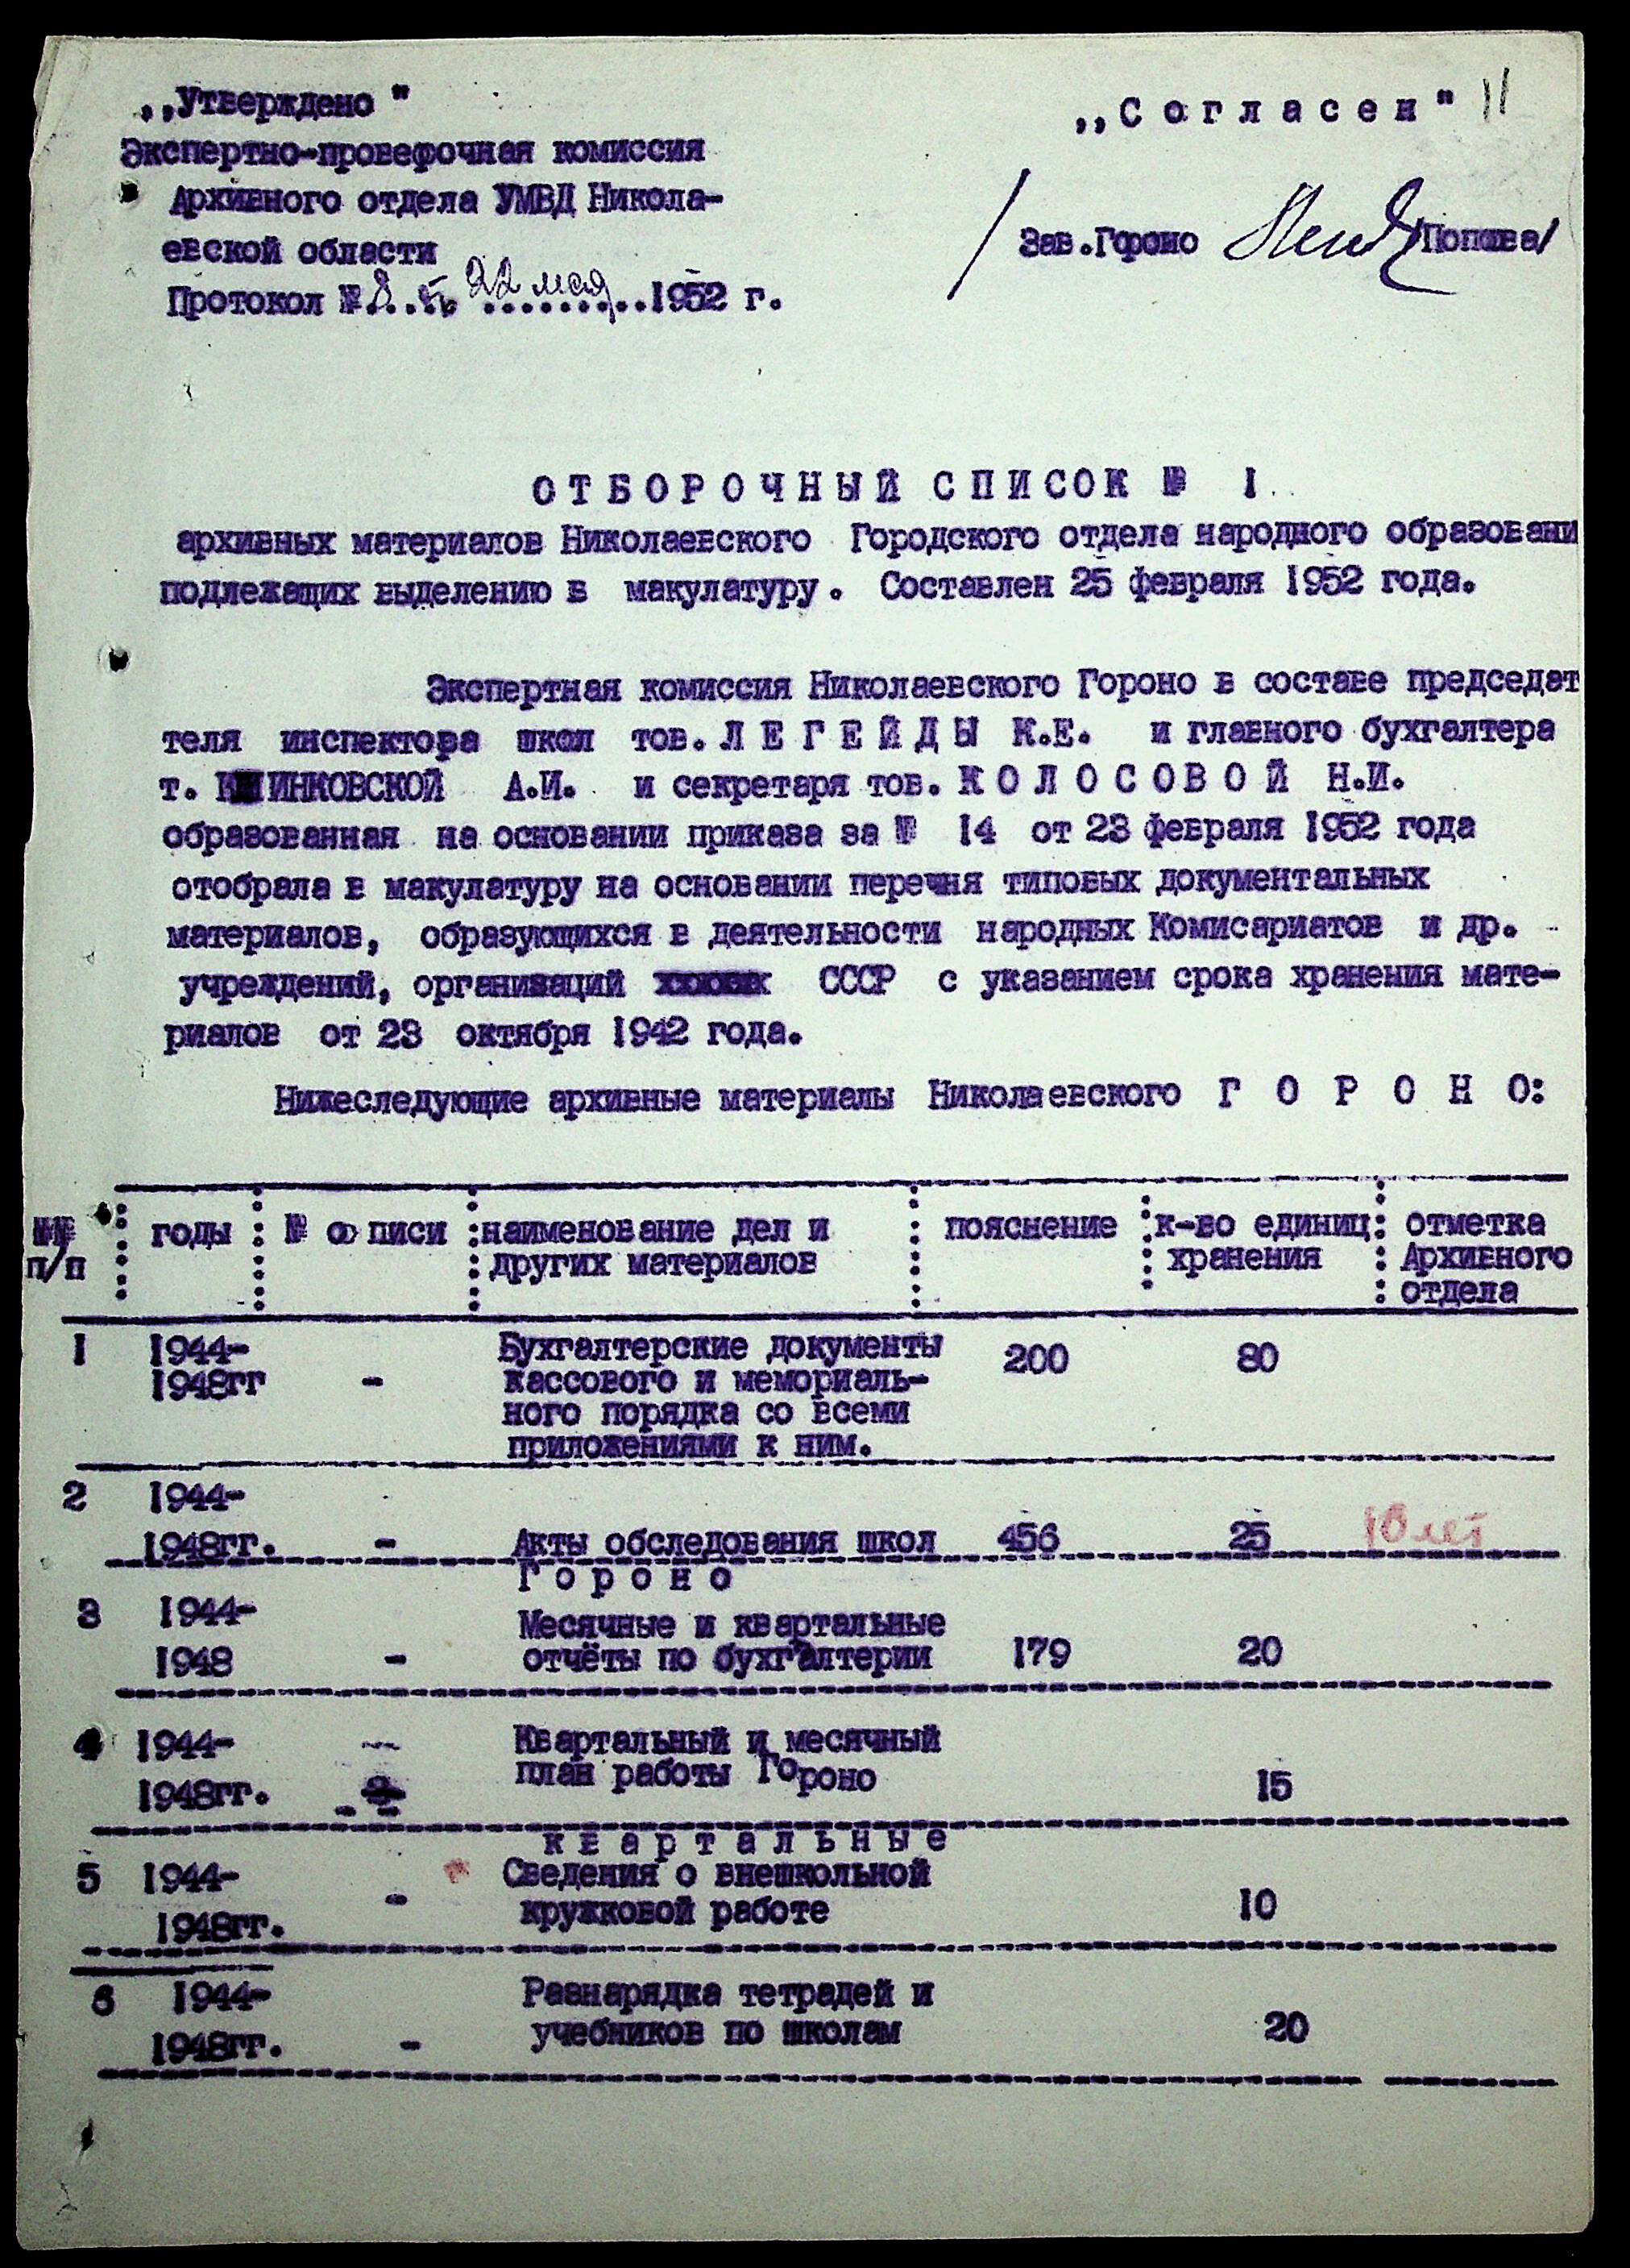 ,,Утверждено"
Экспертно-проверочная комиссия
Архивного отдела УМВД Никола-
евской области
Протокол № 8 . . 22 мая 1952 г.
,,Согласен" 11
/ Зав.Гороно /Попова/
ОТБОРОЧНЫЙ СПИСОК № 1
архивных материалов Николаевского Городского отдела народного образовани
подлежащих выделению в макулатуру. Составлен 25 февраля 1952 года.
Экспертная комиссия Николаевского Гороно в составе председат
теля инспектора школ тов. ЛЕГЕЙДЫ К.Е. и главного бухгалтера
т. ИНКОВСКОЙ А.И. и секретаря тов. КОЛОСОВОЙ Н.И.
образованная на основании приказа за № 14 от 23 февраля 1952 года
отобрала в макулатуру на основании перечня типовых документальных
материалов, образующихся в деятельности народных Комисариатов и др.
учреждений, организаций СССР с указанием срока хранения мате-
риалов от 23 октября 1942 года.
Нижеследующие архивные материалы Николаевского ГОРОНО:
№№ п/п : годы : № описи : наименование дел и других материалов : пояснение : к-во единиц хранения : отметка Архивного отдела
1 1944- Бухгалтерские документы 200 80
1948гг - кассового и мемориаль-
ного порядка со всеми
приложениями к ним.
2 1944-
1948гг. - Акты обследования школ 456 25 10 лет
Гороно
3 1944- Месячные и квартальные
1948 - отчёты по бухгалтерии 179 20
4 1944- - Квартальный и месячный
1948гг. план работы Гороно 15
квартальные
5 1944- Сведения о внешкольной
1948гг. - кружковой работе 10
6 1944- Разнарядка тетрадей и
1948гг. - учебников по школам 20